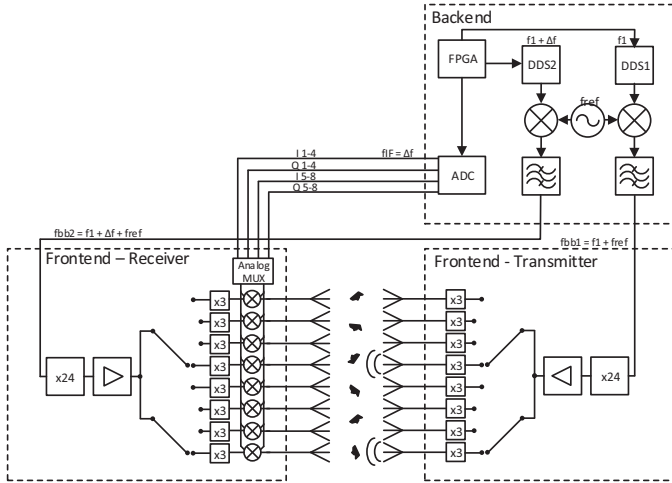 Backend
f1 + Δf
f1
FPGA
DDS2
DDS1
fref
I 1-4
fIF = Δf
Q 1-4
I 5-8
Q 5-8
ADC
fbb2 = f1 + Δf + fref
fbb1 = f1 + fref
Frontend – Receiver
Analog
MUX
Frontend - Transmitter
x3
x3
x3
x3
x3
x3
x3
x3
x24
x3
x3
x3
x3
x3
x3
x3
x3
x24